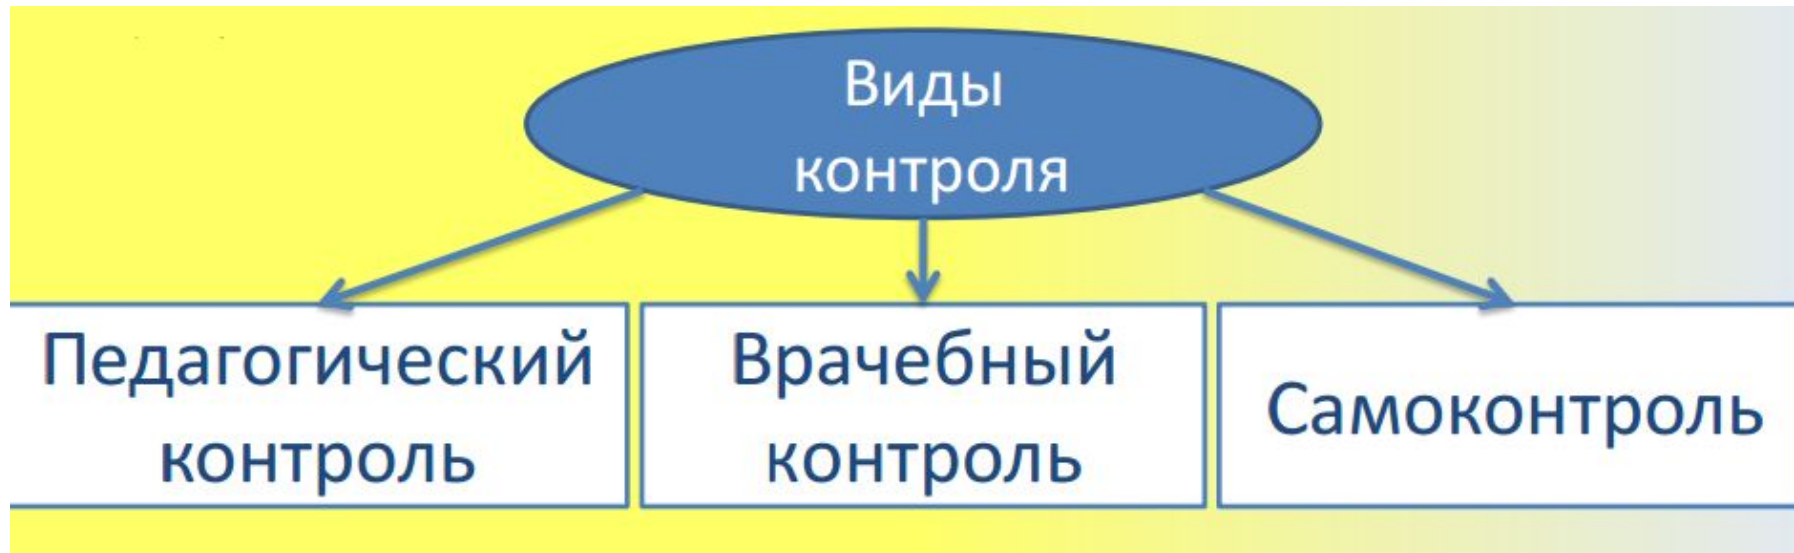 Виды
контроля
Педагогический
контроль
Врачебный
контроль
Самоконтроль